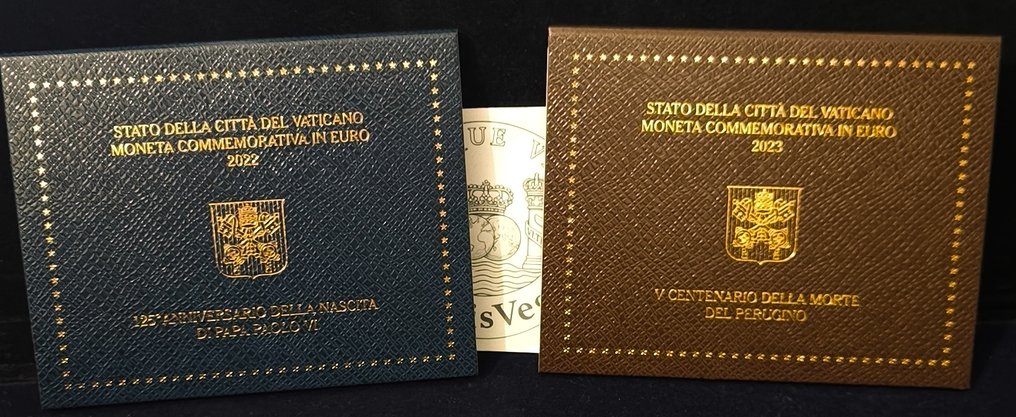 STATO DELLA CITTÀ DEL VATICANO
MONETA COMMEMORATIVA IN EURO
2022
125° ANNIVERSARIO DELLA NASCITA
DI PAPA PAOLO VI
STATO DELLA CITTÀ DEL VATICANO
MONETA COMMEMORATIVA IN EURO
2023
V CENTENARIO DELLA MORTE
DEL PERUGINO